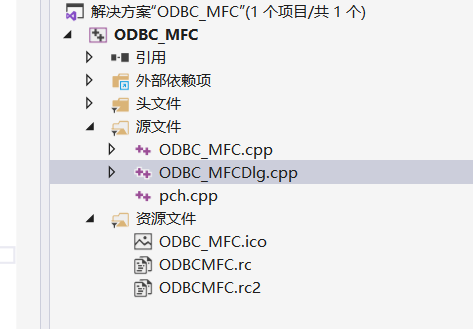 解决方案"ODBC_MFC"(1 个项目/共 1 个)
ODBC_MFC
引用
外部依赖项
头文件
源文件
ODBC_MFC.cpp
ODBC_MFCDlg.cpp
pch.cpp
资源文件
ODBC_MFC.ico
ODBCMFC.rc
ODBCMFC.rc2